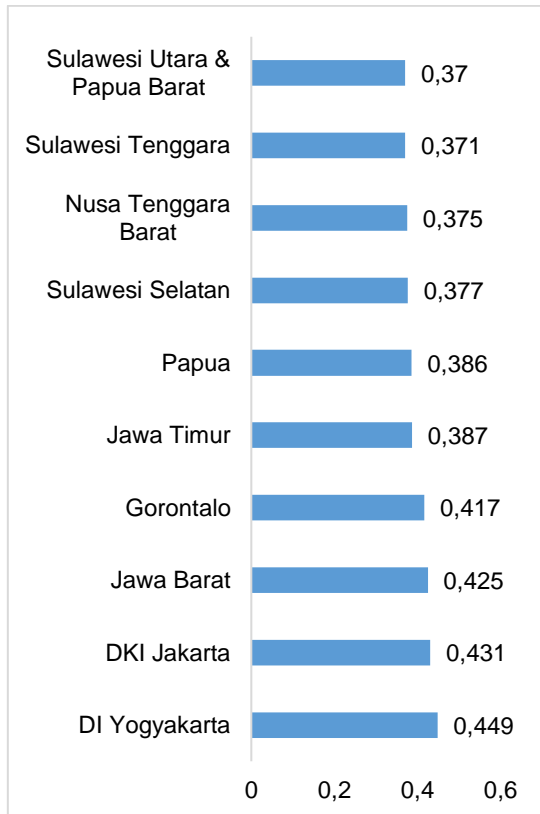 Sulawesi Utara &
Papua Barat
0,37
Sulawesi Tenggara
0,371
Nusa Tenggara
Barat
0,375
Sulawesi Selatan
0,377
Papua
0,386
Jawa Timur
0,387
Gorontalo
0,417
Jawa Barat
0,425
DKI Jakarta
0,431
DI Yogyakarta
0,449
0 0,2 0,4 0,6